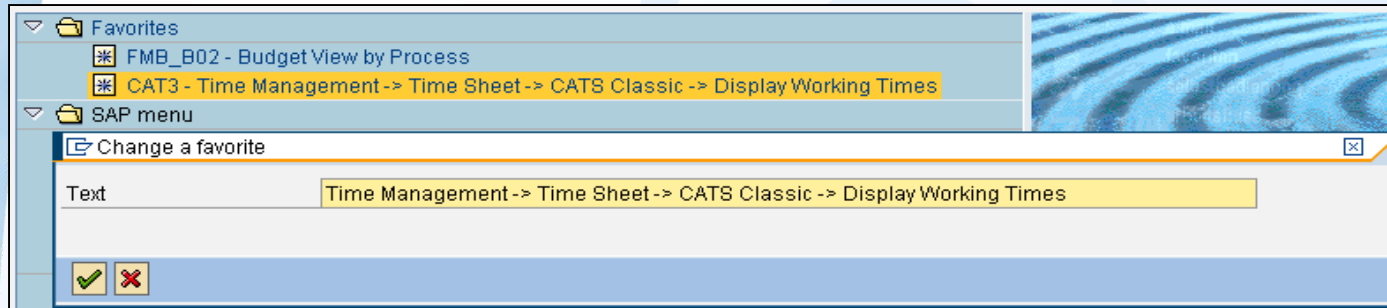 Favorites
FMB_B02 - Budget View by Process
CAT3 - Time Management -> Time Sheet -> CATS Classic -> Display Working Times
SAP menu
Change a favorite
Text Time Management -> Time Sheet -> CATS Classic -> Display Working Times